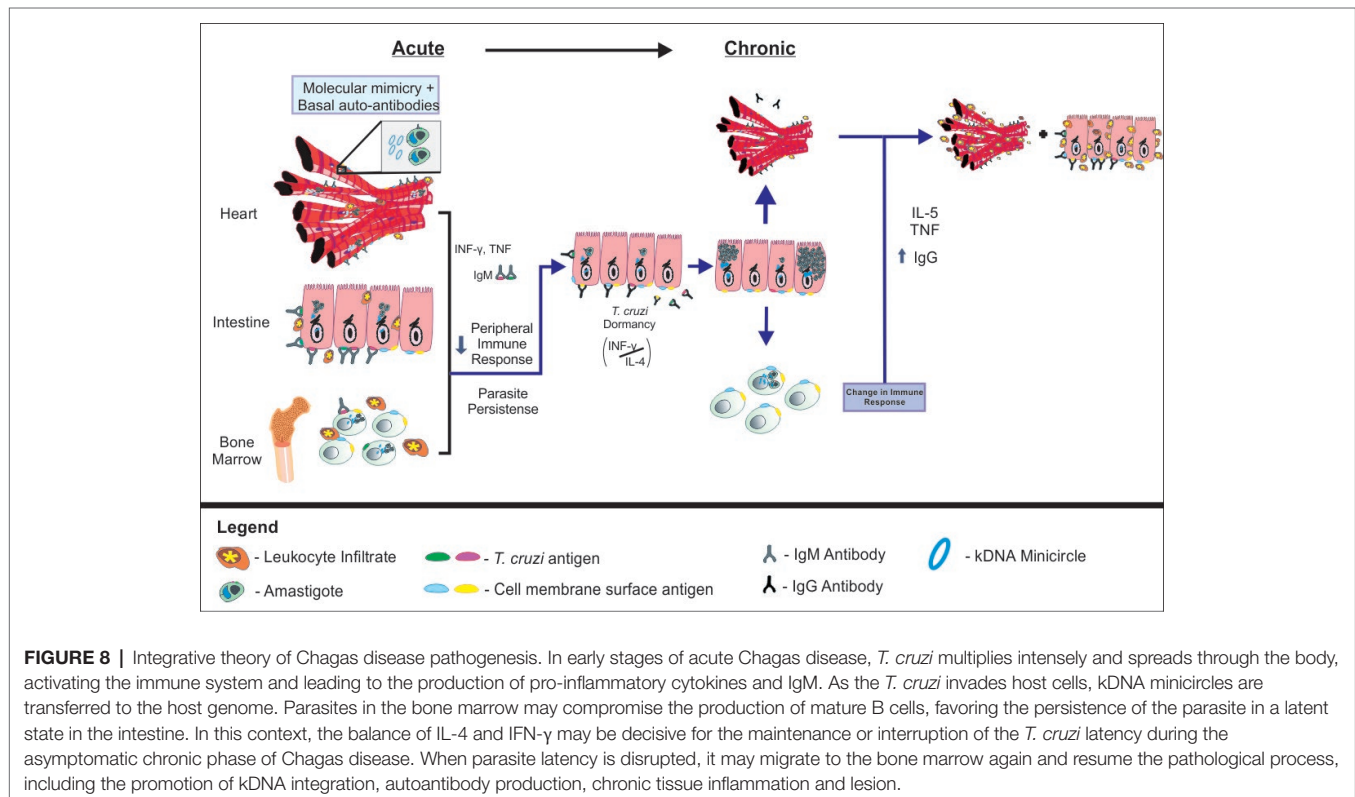 Acute
Chronic
Molecular mimicry +
Basal auto-antibodies
Heart
INF-γ, TNF
IgM
Intestine
Peripheral
Immune
Response
Parasite
Persistense
T. cruzi
Dormancy
INF-γ
IL-4
IL-5
TNF
IgG
Change in Immune
Response
Bone
Marrow
Legend
- Leukocyte Infiltrate
- T. cruzi antigen
- IgM Antibody
- kDNA Minicircle
- Amastigote
- Cell membrane surface antigen
- IgG Antibody
FIGURE 8 | Integrative theory of Chagas disease pathogenesis. In early stages of acute Chagas disease, T. cruzi multiplies intensely and spreads through the body,
activating the immune system and leading to the production of pro-inflammatory cytokines and IgM. As the T. cruzi invades host cells, kDNA minicircles are
transferred to the host genome. Parasites in the bone marrow may compromise the production of mature B cells, favoring the persistence of the parasite in a latent
state in the intestine. In this context, the balance of IL-4 and IFN-γ may be decisive for the maintenance or interruption of the T. cruzi latency during the
asymptomatic chronic phase of Chagas disease. When parasite latency is disrupted, it may migrate to the bone marrow again and resume the pathological process,
including the promotion of kDNA integration, autoantibody production, chronic tissue inflammation and lesion.